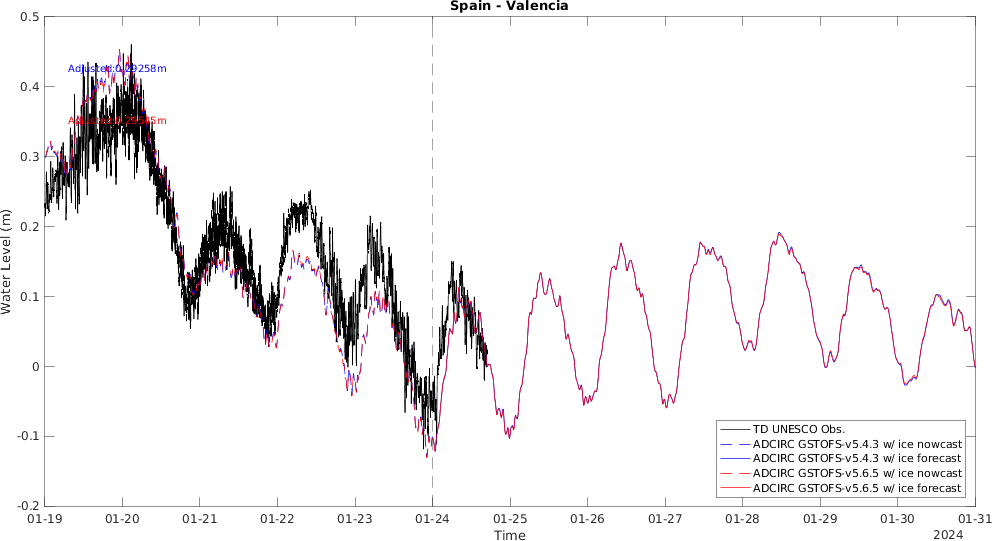 Spain - Valencia
0.5
0.4
0.3
0.2
0.1
0
-0.1
-0.2
Water Level (m)
Adjusted:0.29258m
TD UNESCO Obs.
ADCIRC GSTOFS-v5.4.3 w/ ice nowcast
ADCIRC GSTOFS-v5.4.3 w/ ice forecast
ADCIRC GSTOFS-v5.6.5 w/ ice nowcast
ADCIRC GSTOFS-v5.6.5 w/ ice forecast
01-19 01-20 01-21 01-22 01-23 01-24 01-25 01-26 01-27 01-28 01-29 01-30 01-31
Time
2024